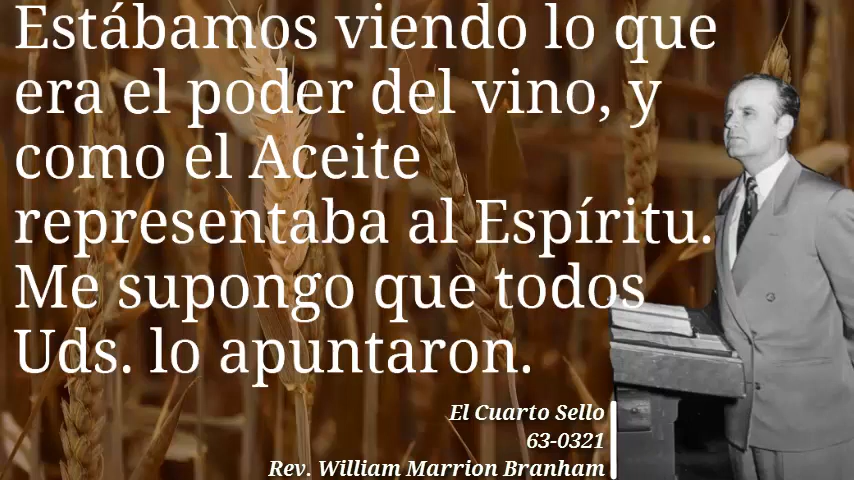 Estábamos viendo lo que
era el poder del vino, y
como el Aceite
representaba al Espíritu.
Me supongo que todos
Uds. lo apuntaron.
El Cuarto Sello
63-0321
Rev. William Marrion Branham